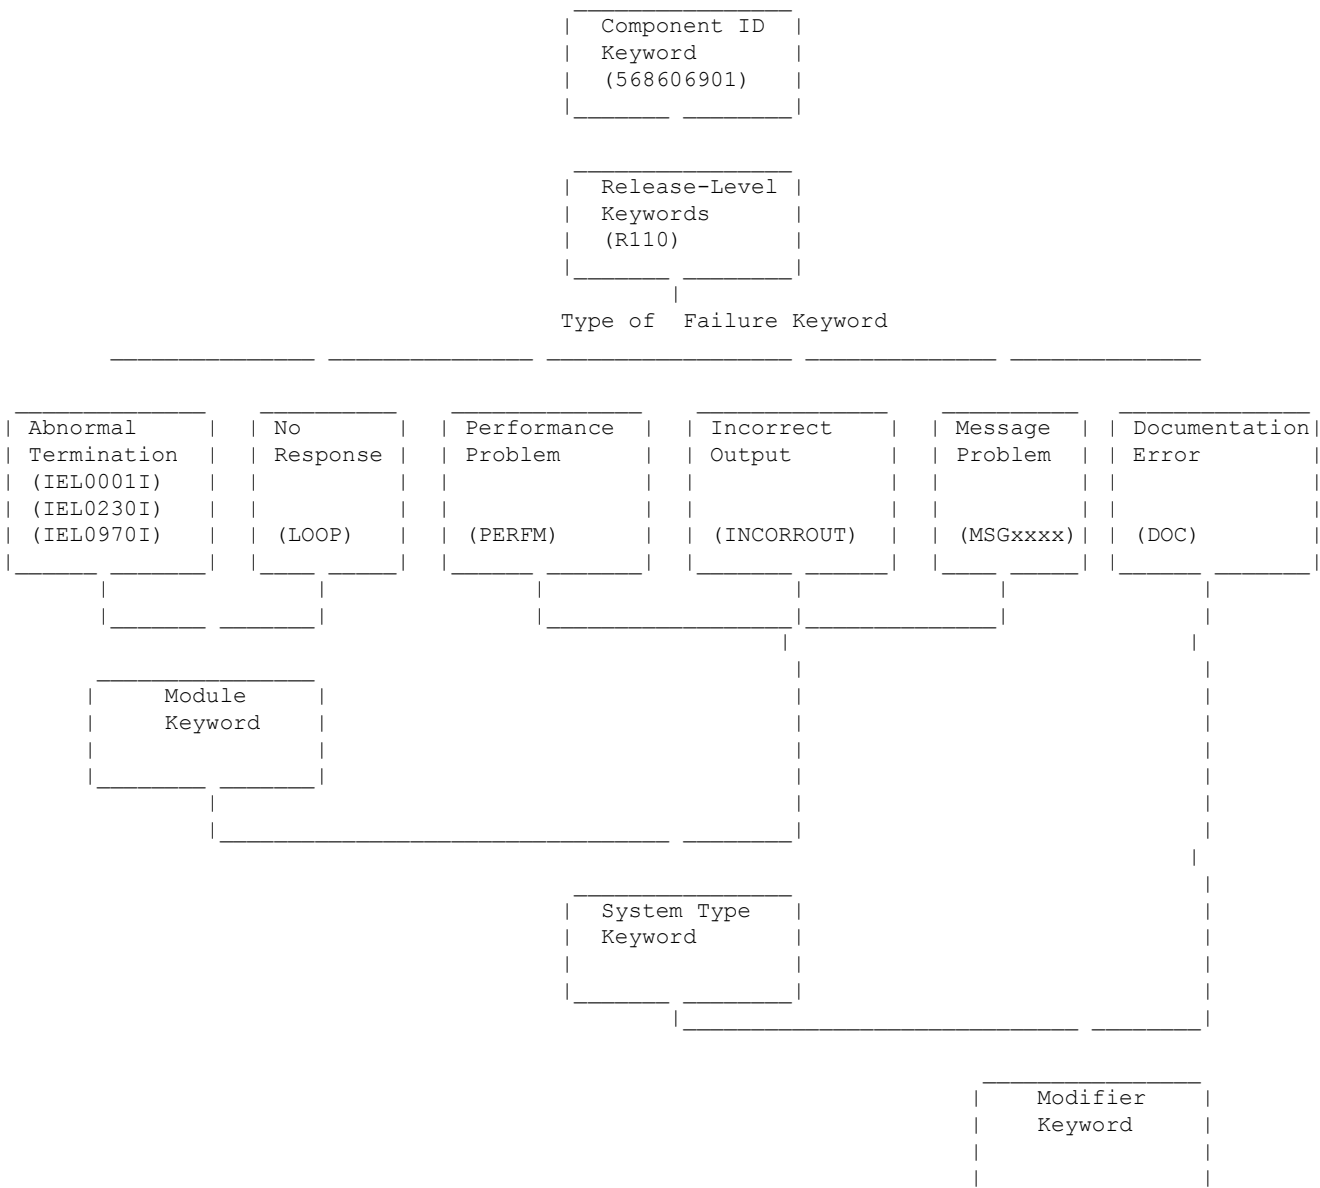 Component ID
Keyword
(568606901)
Release-Level
Keywords
(R110)
Type of Failure Keyword
Abnormal
Termination
(IEL0001I)
(IEL0230I)
(IEL0970I)
No
Response
(LOOP)
Performance
Problem
(PERFM)
Incorrect
Output
(INCORROUT)
Message
Problem
(MSGxxxx)
Documentation
Error
(DOC)
Module
Keyword
System Type
Keyword
Modifier
Keyword